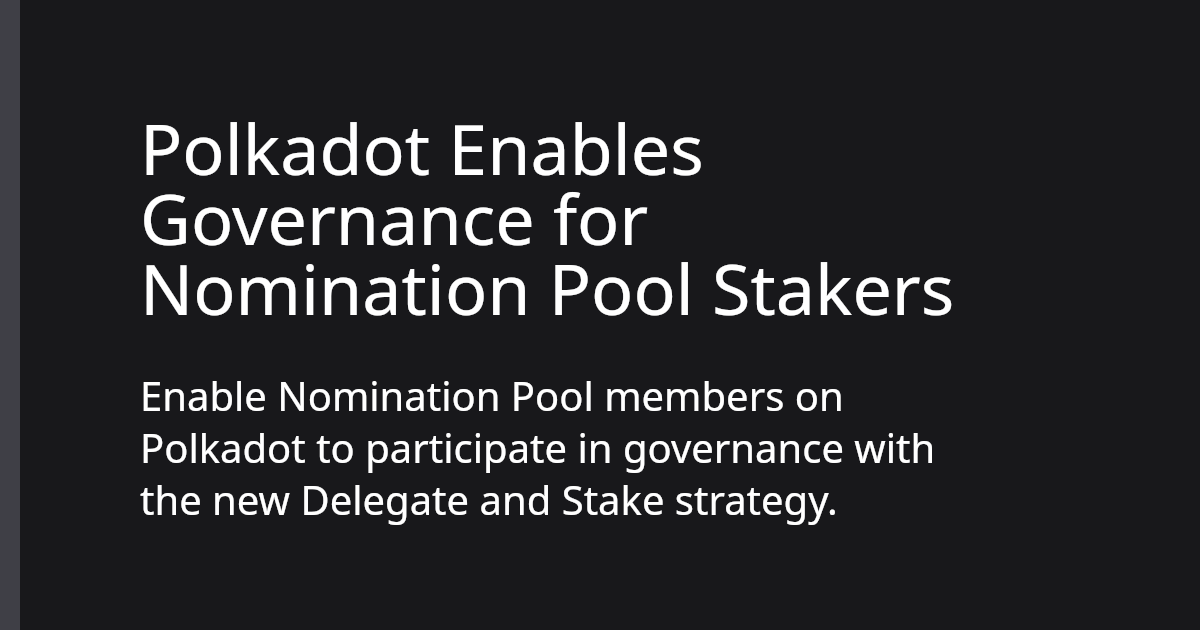 Polkadot Enables
Governance for
Nomination Pool Stakers
Enable Nomination Pool members on
Polkadot to participate in governance with
the new Delegate and Stake strategy.